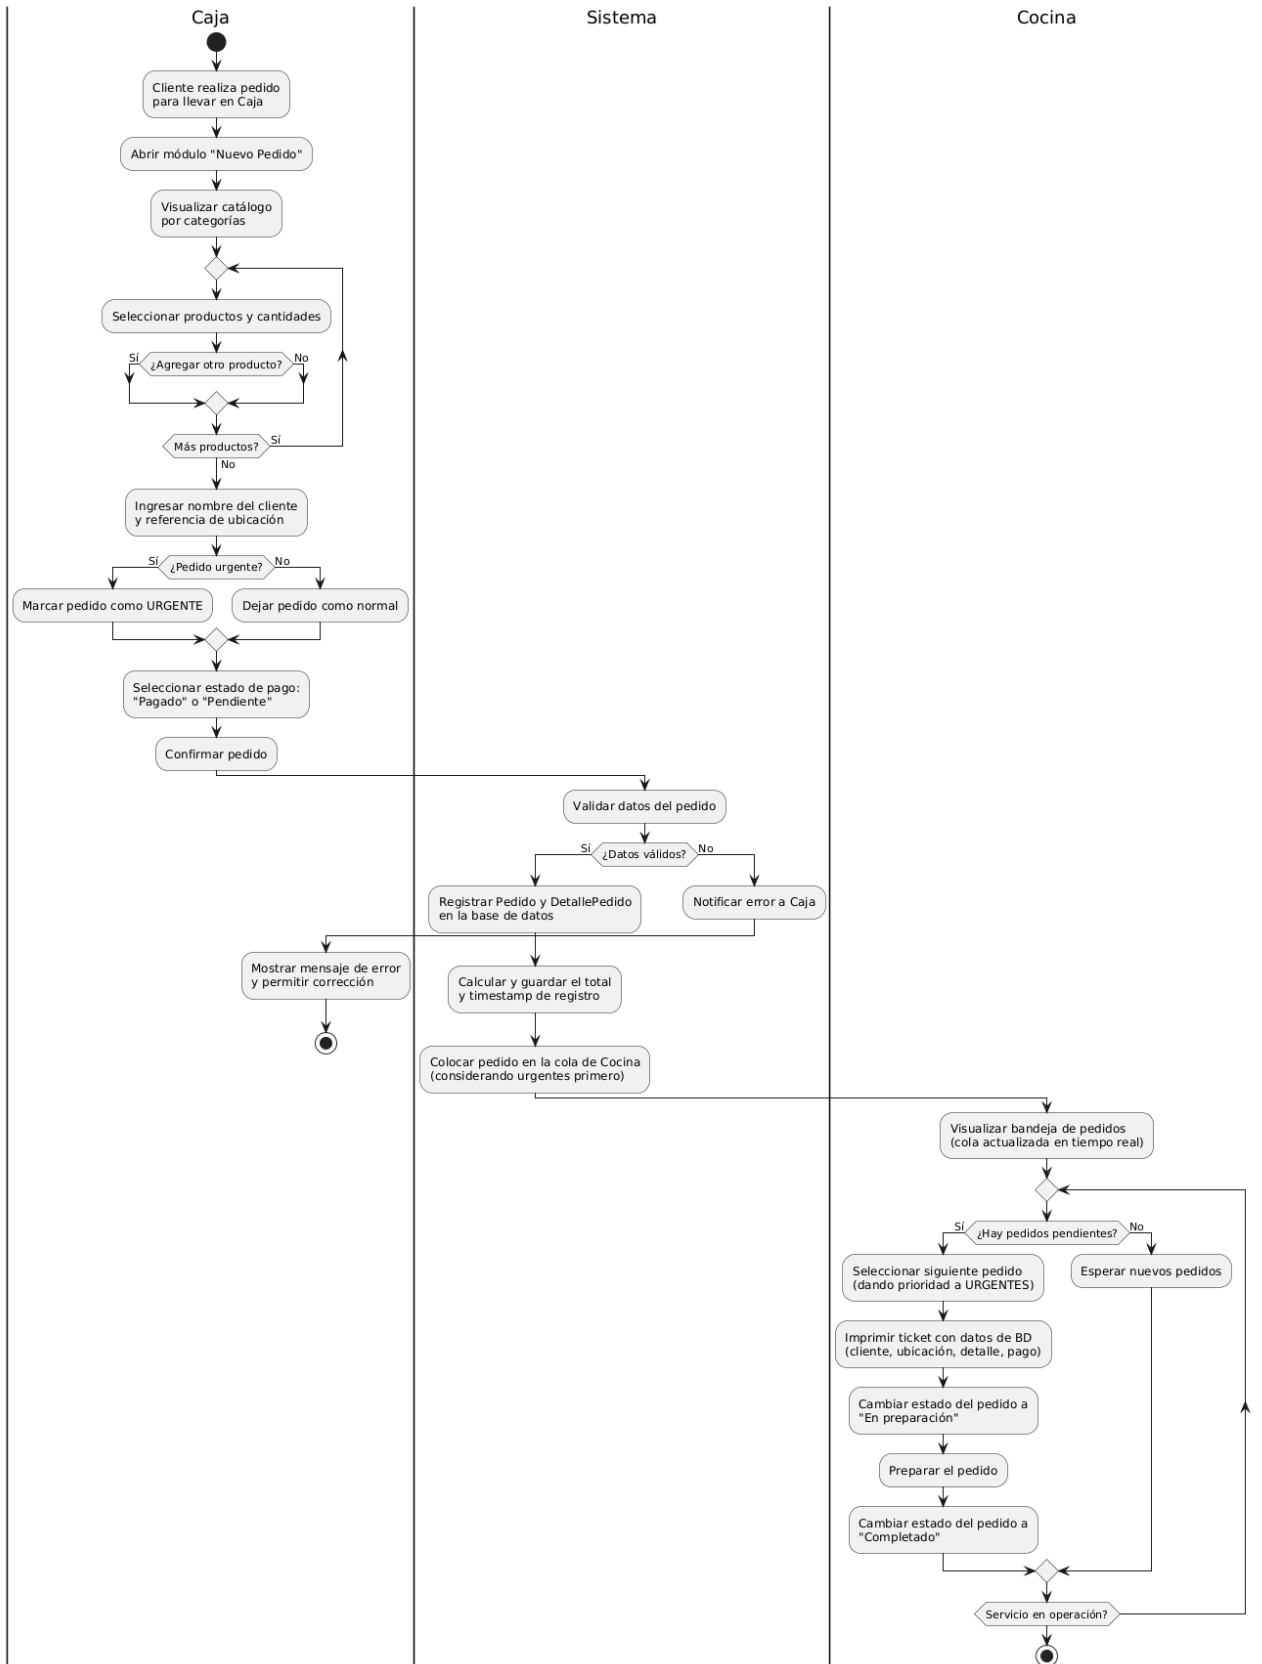 Caja
Sistema
Cocina
Cliente realiza pedido
para llevar en Caja
Abrir módulo "Nuevo Pedido"
Visualizar catálogo
por categorías
Seleccionar productos y cantidades
Sí
¿Agregar otro producto?
No
Más productos?
Sí
No
Ingresar nombre del cliente
y referencia de ubicación
Sí
¿Pedido urgente?
No
Marcar pedido como URGENTE
Dejar pedido como normal
Seleccionar estado de pago:
"Pagado" o "Pendiente"
Confirmar pedido
Validar datos del pedido
Sí
¿Datos válidos?
No
Registrar Pedido y DetallePedido
en la base de datos
Notificar error a Caja
Mostrar mensaje de error
y permitir corrección
Calcular y guardar el total
y timestamp de registro
Colocar pedido en la cola de Cocina
(considerando urgentes primero)
Visualizar bandeja de pedidos
(cola actualizada en tiempo real)
Sí
¿Hay pedidos pendientes?
No
Seleccionar siguiente pedido
(dando prioridad a URGENTES)
Esperar nuevos pedidos
Imprimir ticket con datos de BD
(cliente, ubicación, detalle, pago)
Cambiar estado del pedido a
"En preparación"
Preparar el pedido
Cambiar estado del pedido a
"Completado"
Servicio en operación?